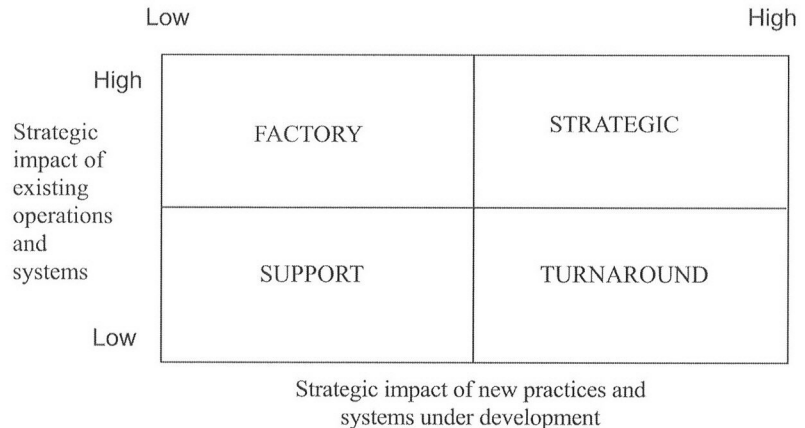 Low
High
High
Strategic
impact of
existing
operations
and
systems
FACTORY
STRATEGIC
SUPPORT
TURNAROUND
Low
Strategic impact of new practices and
systems under development